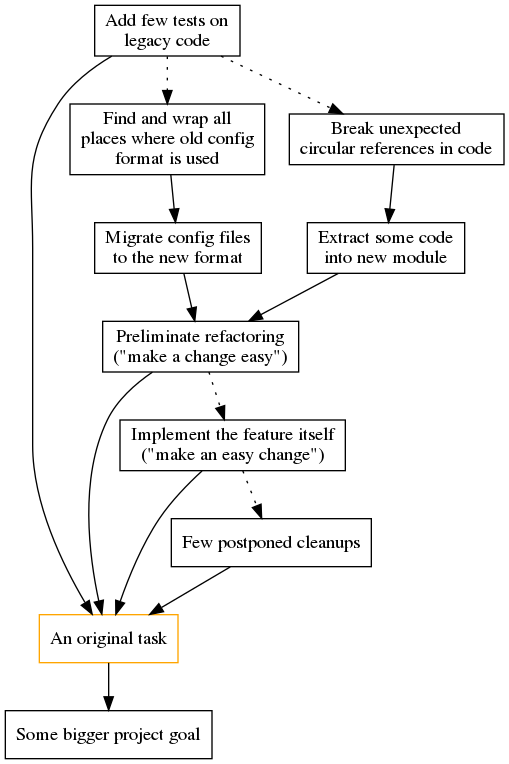 Add few tests on
legacy code
Find and wrap all
places where old config
format is used
Break unexpected
circular references in code
Migrate config files
to the new format
Extract some code
into new module
Preliminate refactoring
("make a change easy")
Implement the feature itself
("make an easy change")
Few postponed cleanups
An original task
Some bigger project goal